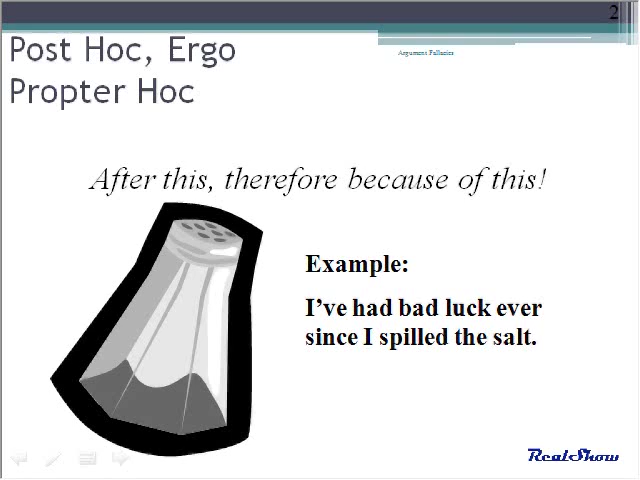 2
Post Hoc, Ergo
Propter Hoc
Argument Fallacies
After this, therefore because of this!
Example:
I’ve had bad luck ever
since I spilled the salt.
RealShow